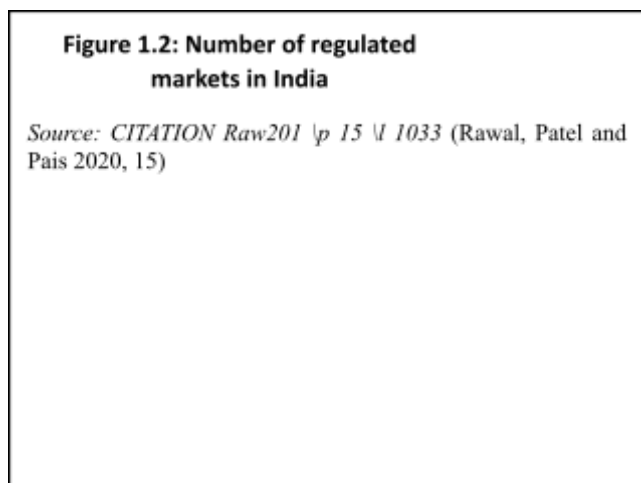 Figure 1.2: Number of regulated
markets in India
Source: CITATION Raw201 \p 15 \l 1033 (Rawal, Patel and
Pais 2020, 15)